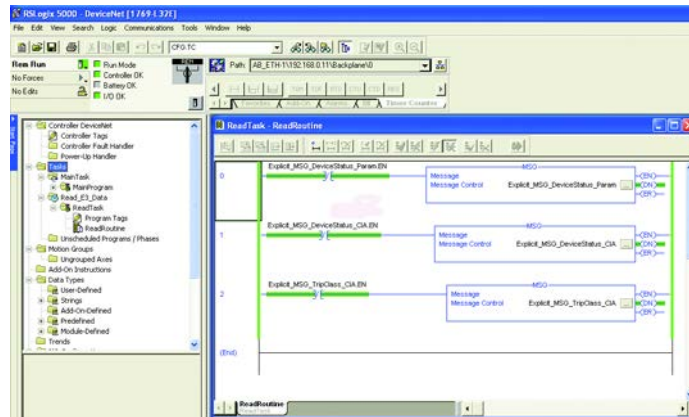 RSLogix 5000 - DeviceNet [1769-L32E]
File Edit View Search Logic Communications Tools Window Help
CFG.TC
Rem Run
Run Mode
REM
Path: AB_ETH-1\192.168.0.11\Backplane\0
No Forces
Controller OK
Battery OK
No Edits
I/O OK
Favorites Add-On Alarms Bit Timer/Counter
Start Page
Controller DeviceNet
Controller Tags
Controller Fault Handler
Power-Up Handler
Tasks
MainTask
MainProgram
Read_E3_Data
ReadTask
Program Tags
ReadRoutine
Unscheduled Programs / Phases
Motion Groups
Ungrouped Axes
Add-On Instructions
Data Types
User-Defined
Strings
Add-On-Defined
Predefined
Module-Defined
Trends
ReadTask - ReadRoutine
0
Explicit_MSG_DeviceStatus_Param.EN
MSG
Message
Message Control Explicit_MSG_DeviceStatus_Param ...
EN
DN
ER
1
Explicit_MSG_DeviceStatus_CIA.EN
MSG
Message
Message Control Explicit_MSG_DeviceStatus_CIA ...
EN
DN
ER
2
Explicit_MSG_TripClass_CIA.EN
MSG
Message
Message Control Explicit_MSG_TripClass_CIA ...
EN
DN
ER
(End)
ReadRoutine